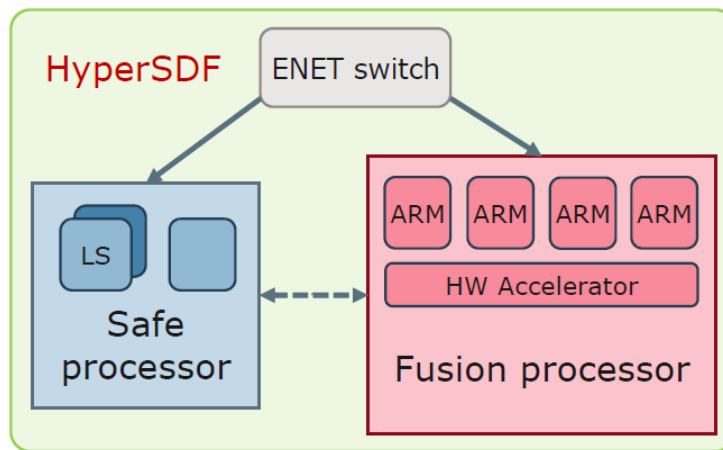 HyperSDF
ENET switch
LS
Safe
processor
ARM
ARM
ARM
ARM
HW Accelerator
Fusion processor